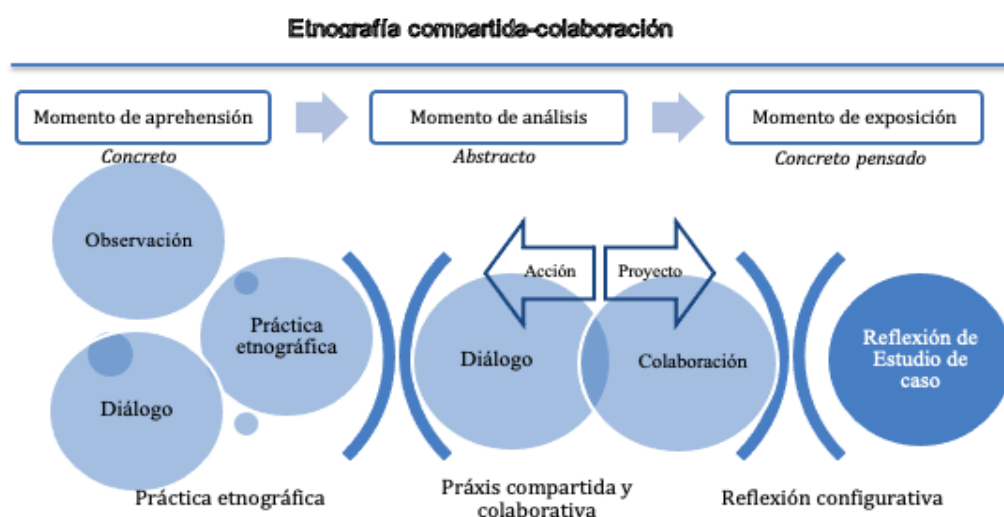 Etnografía compartida-colaboración
Momento de aprehensión
Momento de análisis
Momento de exposición
Concreto
Abstracto
Concreto pensado
Observación
Práctica
etnográfica
Diálogo
Acción
Proyecto
Diálogo
Colaboración
Reflexión de
Estudio de
caso
Práctica etnográfica
Práxis compartida y
colaborativa
Reflexión configurativa